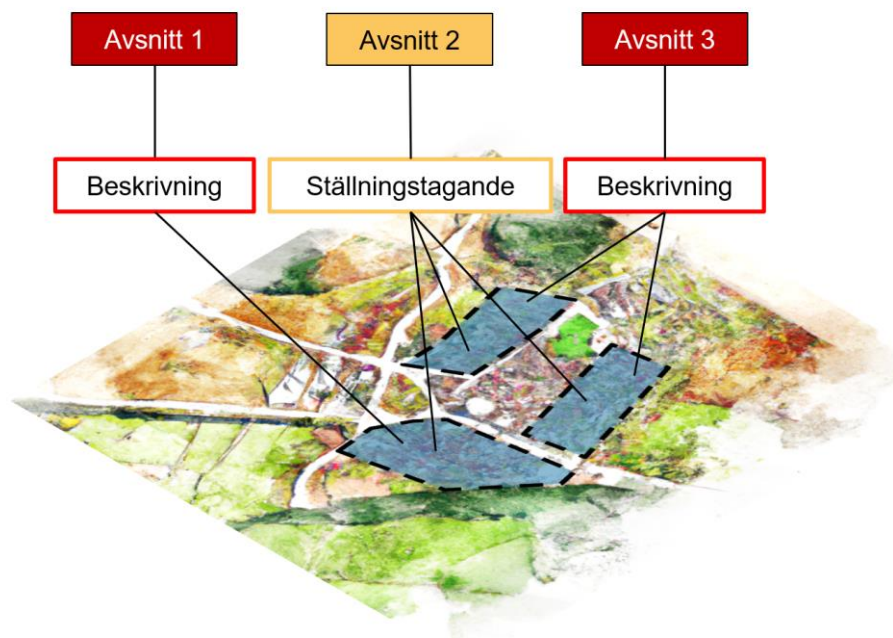 Avsnitt 1
Avsnitt 2
Avsnitt 3
Beskrivning
Ställningstagande
Beskrivning